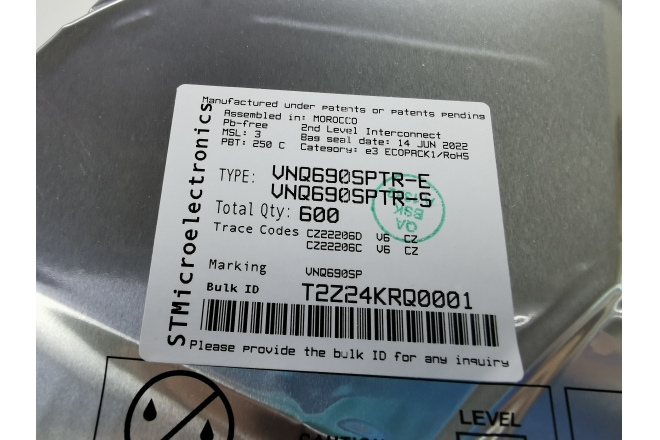 STMicroelectronics
Manufactured under patents or patents pending
Assembled in: MOROCCO
Pb-free 2nd Level Interconnect
MSL: 3 Bag seal date: 14 JUN 2022
PBT: 250 C Category: e3 ECOPACK1/RoHS
TYPE: VNQ690SPTR-E
VNQ690SPTR-S
Total Qty: 600
Trace Codes CZ22206D V6 CZ
CZ22206C V6 CZ
Marking VNQ690SP
Bulk ID T2Z24KRQ0001
Please provide the bulk ID for any inquiry
QA
BSK
CAUTION
LEVEL